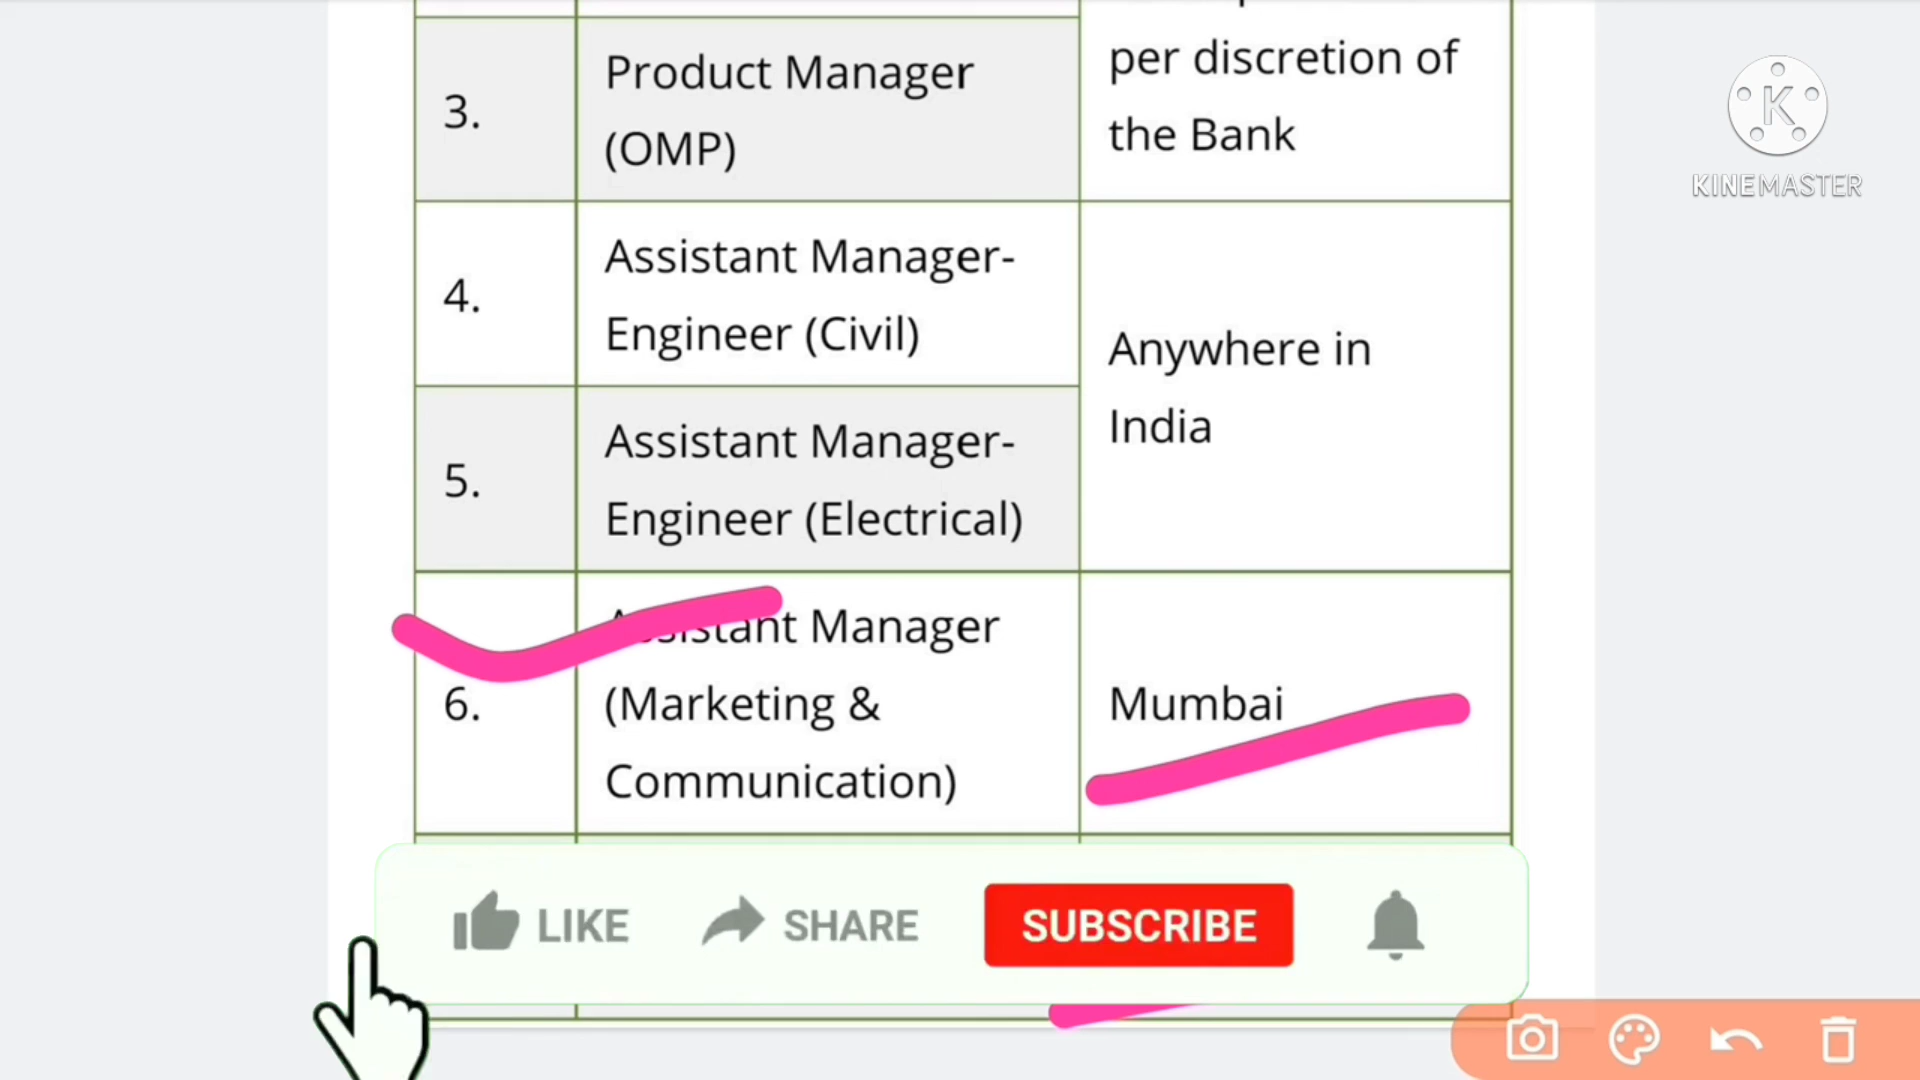 per discretion of
the Bank
3.
Product Manager
(OMP)
4.
Assistant Manager-
Engineer (Civil)
Anywhere in
India
5.
Assistant Manager-
Engineer (Electrical)
6.
Assistant Manager
(Marketing &
Communication)
Mumbai
LIKE
SHARE
SUBSCRIBE
K
KINEMASTER